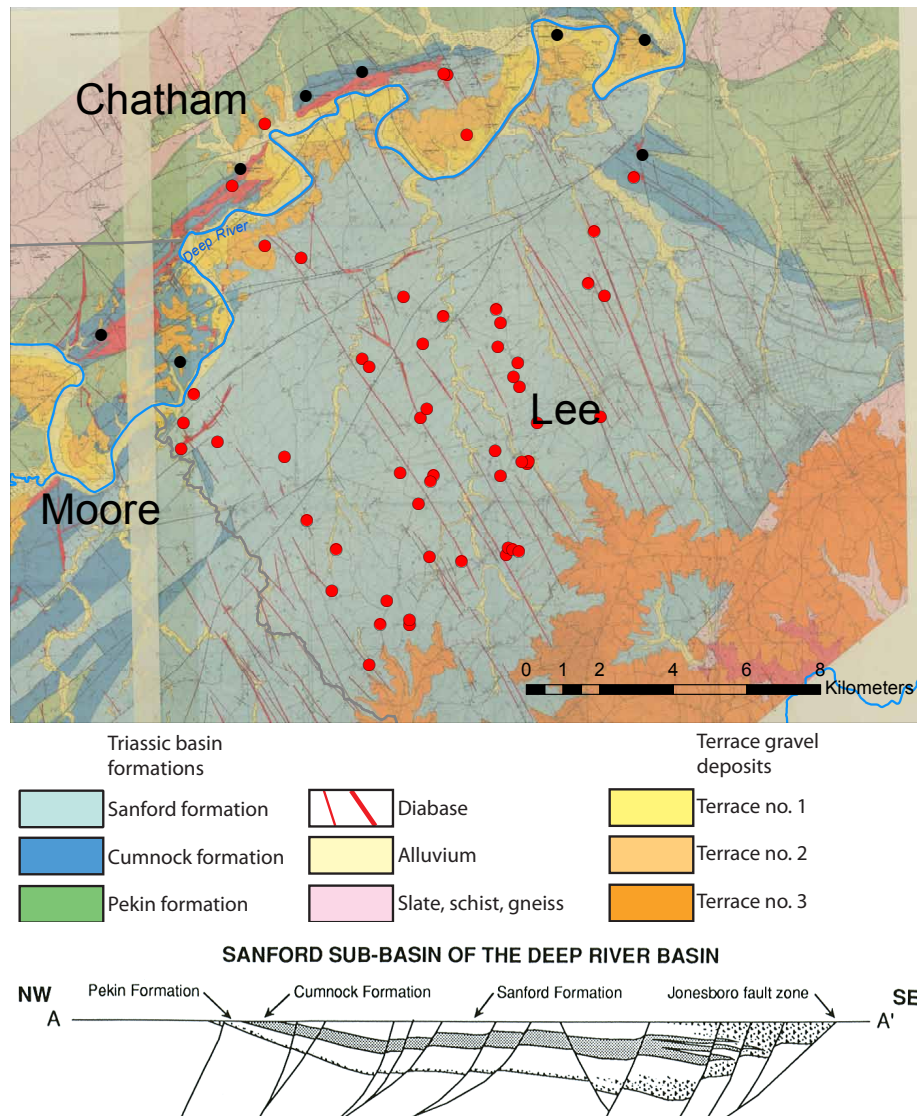 Chatham
Deep River
Lee
Moore
0 1 2 4 6 8
Kilometers
Triassic basin
formations
Sanford formation
Cumnock formation
Pekin formation
Diabase
Alluvium
Slate, schist, gneiss
Terrace gravel
deposits
Terrace no. 1
Terrace no. 2
Terrace no. 3
SANFORD SUB-BASIN OF THE DEEP RIVER BASIN
NW
Pekin Formation
Cumnock Formation
Sanford Formation
Jonesboro fault zone
SE
A
A'